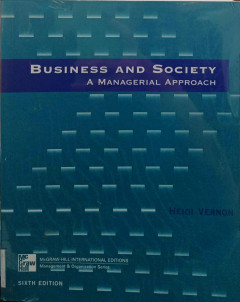 BUSINESS AND SOCIETY
A MANAGERIAL APPROACH
HEIDI VERNON
McGRAW-HILL INTERNATIONAL EDITIONS
Management & Organization Series
SIXTH EDITION